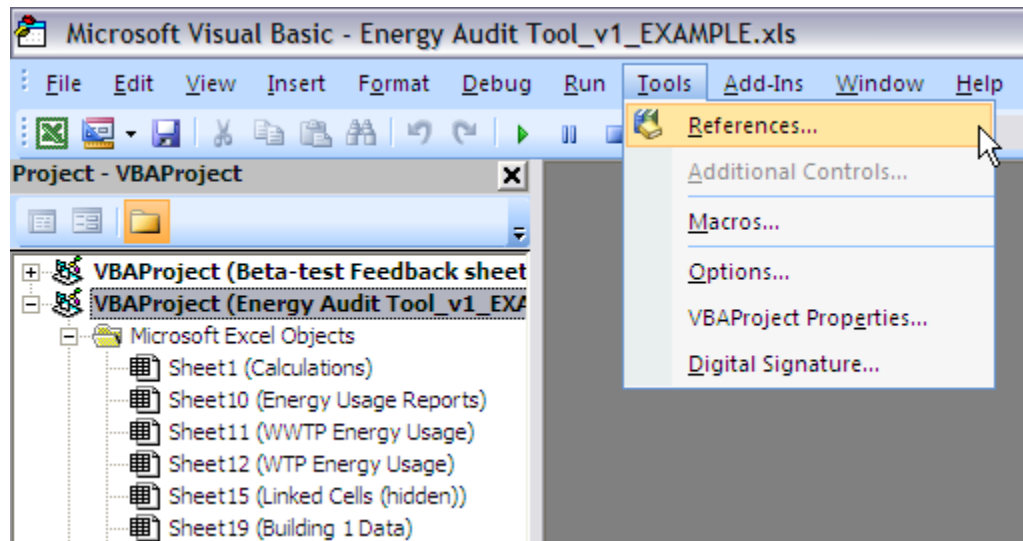 Microsoft Visual Basic - Energy Audit Tool_v1_EXAMPLE.xls
File Edit View Insert Format Debug Run Tools Add-Ins Window Help
References...
Additional Controls...
Macros...
Options...
VBAProject Properties...
Digital Signature...
Project - VBAProject
VBAProject (Beta-test Feedback sheet
VBAProject (Energy Audit Tool_v1_EXA
Microsoft Excel Objects
Sheet1 (Calculations)
Sheet10 (Energy Usage Reports)
Sheet11 (WWTP Energy Usage)
Sheet12 (WTP Energy Usage)
Sheet15 (Linked Cells (hidden))
Sheet19 (Building 1 Data)